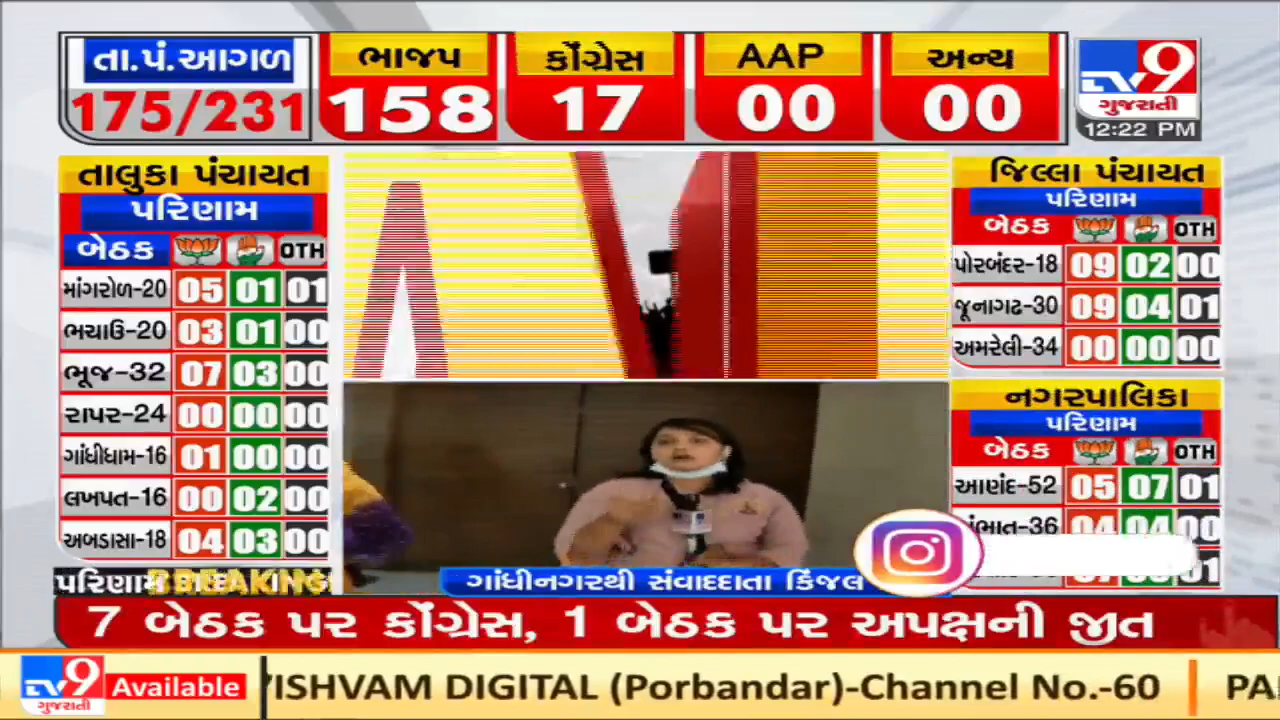 તા.પં.આગળ ભાજપ કોંગ્રેસ AAP અન્ય
175/231 158 17 00 00
TV9
ગુજરાતી
12:22 PM
તાલુકા પંચાયત
પરિણામ
બેઠક OTH
માંગરોળ-20 05 01 01
ભચાઉ-20 03 01 00
ભૂજ-32 07 03 00
રાપર-24 00 00 00
ગાંધીધામ-16 01 00 00
લખપત-16 00 02 00
અબડાસા-18 04 03 00
જિલ્લા પંચાયત
પરિણામ
બેઠક OTH
પોરબંદર-18 09 02 00
જૂનાગઢ-30 09 04 01
અમરેલી-34 00 00 00
નગરપાલિકા
પરિણામ
બેઠક OTH
આણંદ-52 05 07 01
04 04
01
ગાંધીનગરથી સંવાદદાતા કિંજલ
પરિણામ BREAKING
7 બેઠક પર કોંગ્રેસ, 1 બેઠક પર અપક્ષની જીત
TV9 ગુજરાતી Available VISHVAM DIGITAL (Porbandar)-Channel No.-60